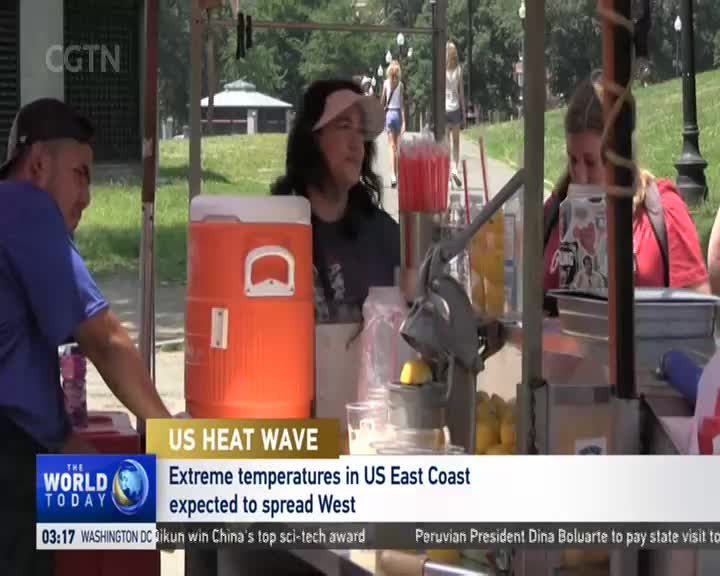 CGTN
US HEAT WAVE
THE
WORLD
TODAY
Extreme temperatures in US East Coast
expected to spread West
03:17 WASHINGTON DC
Dikun win China's top sci-tech award Peruvian President Dina Boluarte to pay state visit to